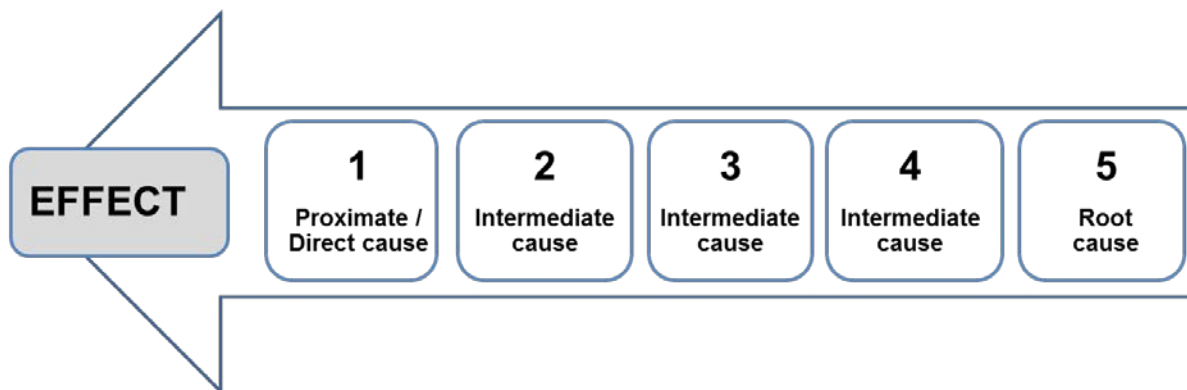 EFFECT
1
Proximate /
Direct cause
2
Intermediate
cause
3
Intermediate
cause
4
Intermediate
cause
5
Root
cause